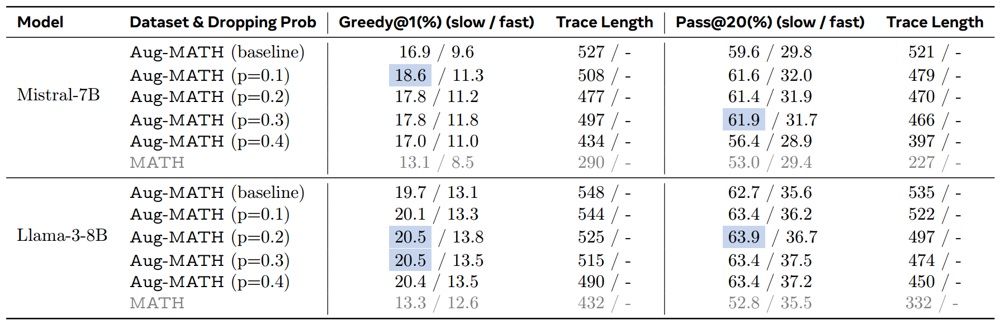 Model Dataset & Dropping Prob Greedy@1(%) (slow / fast) Trace Length Pass@20(%) (slow / fast) Trace Length
Aug-MATH (baseline) 16.9 / 9.6 527 / - 59.6 / 29.8 521 / -
Aug-MATH (p=0.1) 18.6 / 11.3 508 / - 61.6 / 32.0 479 / -
Mistral-7B Aug-MATH (p=0.2) 17.8 / 11.2 477 / - 61.4 / 31.9 470 / -
Aug-MATH (p=0.3) 17.8 / 11.8 497 / - 61.9 / 31.7 466 / -
Aug-MATH (p=0.4) 17.0 / 11.0 434 / - 56.4 / 28.9 397 / -
MATH 13.1 / 8.5 290 / - 53.0 / 29.4 227 / -
Aug-MATH (baseline) 19.7 / 13.1 548 / - 62.7 / 35.6 535 / -
Aug-MATH (p=0.1) 20.1 / 13.3 544 / - 63.4 / 36.2 522 / -
Llama-3-8B Aug-MATH (p=0.2) 20.5 / 13.8 525 / - 63.9 / 36.7 497 / -
Aug-MATH (p=0.3) 20.5 / 13.5 515 / - 63.4 / 37.5 474 / -
Aug-MATH (p=0.4) 20.4 / 13.5 490 / - 63.4 / 37.2 450 / -
MATH 13.3 / 12.6 432 / - 52.8 / 35.5 332 / -